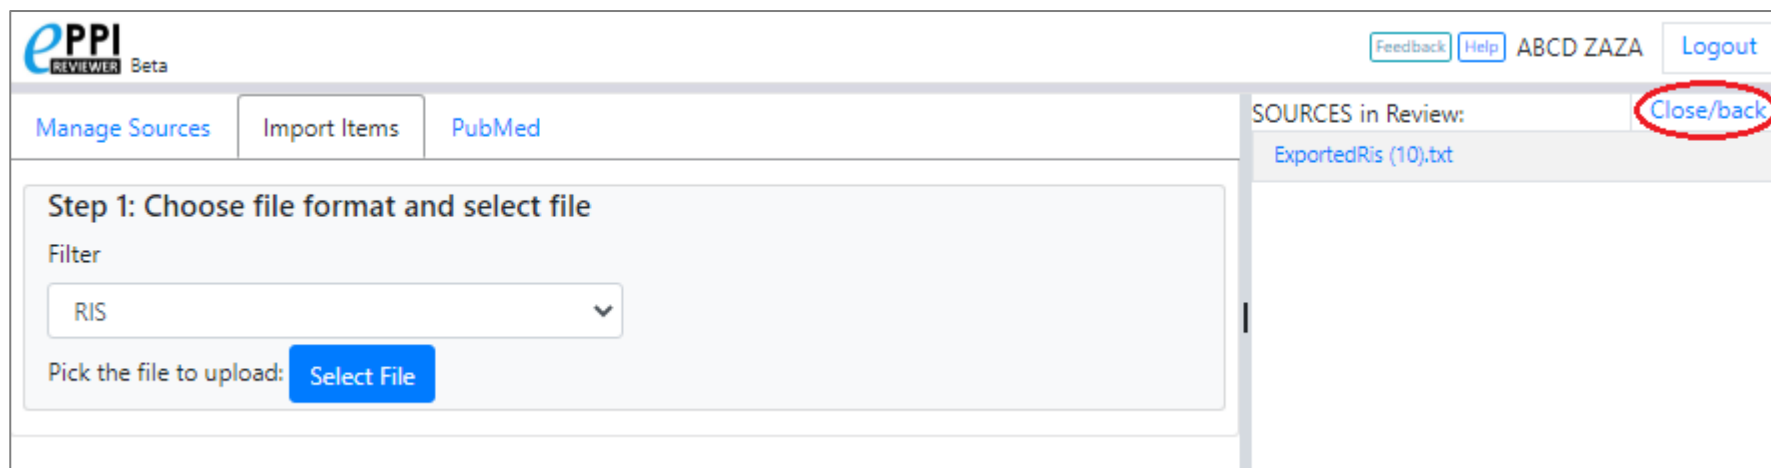 ePPI
REVIEWER Beta
Feedback Help ABCD ZAZA Logout
Manage Sources Import Items PubMed
SOURCES in Review: Close/back
ExportedRis (10).txt
Step 1: Choose file format and select file
Filter
RIS
Pick the file to upload: Select File